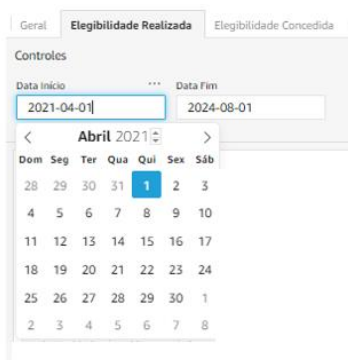 Geral Elegibilidade Realizada Elegibilidade Concedida
Controles
Data Início ... Data Fim
2021-04-01 2024-08-01
< Abril 2021 >
Dom Seg Ter Qua Qui Sex Sáb
28 29 30 31 1 2 3
4 5 6 7 8 9 10
11 12 13 14 15 16 17
18 19 20 21 22 23 24
25 26 27 28 29 30 1
2 3 4 5 6 7 8